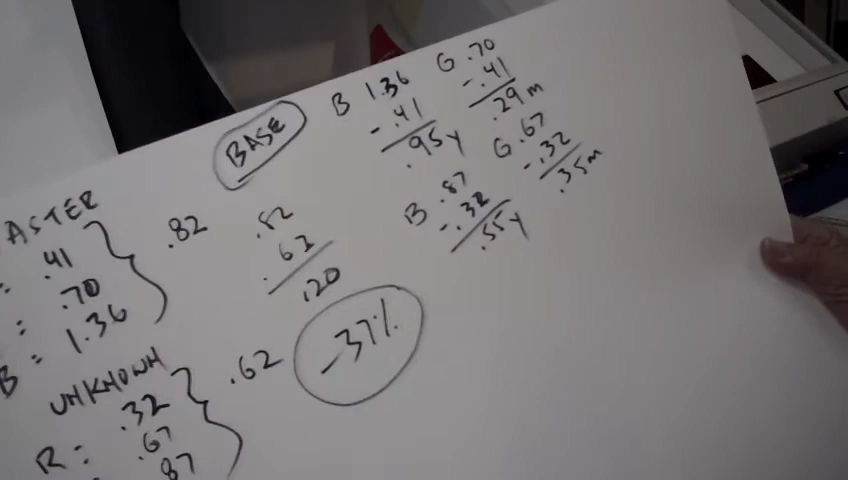 BASE
B 1.36
- .41
.95y
G .70
- .41
.29m
B .87
- .32
.55y
G .67
- .32
.35m
ASTER
: .41
: .70
B = 1.36
.82
.82
.62
.120
UNKNOWN
R = .32
.67
87
.62
-37%